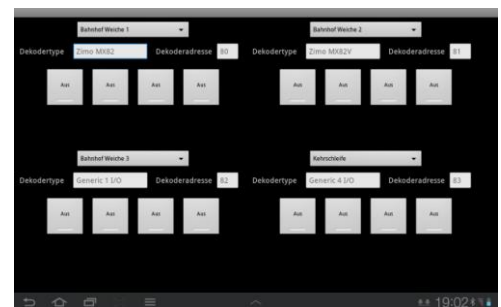 Bahnhof Weiche 1
Dekodertype Zimo MX82 Dekoderadresse 80
Aus Aus Aus Aus
Bahnhof Weiche 2
Dekodertype Zimo MX82V Dekoderadresse 81
Aus Aus Aus Aus
Bahnhof Weiche 3
Dekodertype Generic 1 I/O Dekoderadresse 82
Aus Aus Aus Aus
Kehrschleife
Dekodertype Generic 4 I/O Dekoderadresse 83
Aus Aus Aus Aus
19:02